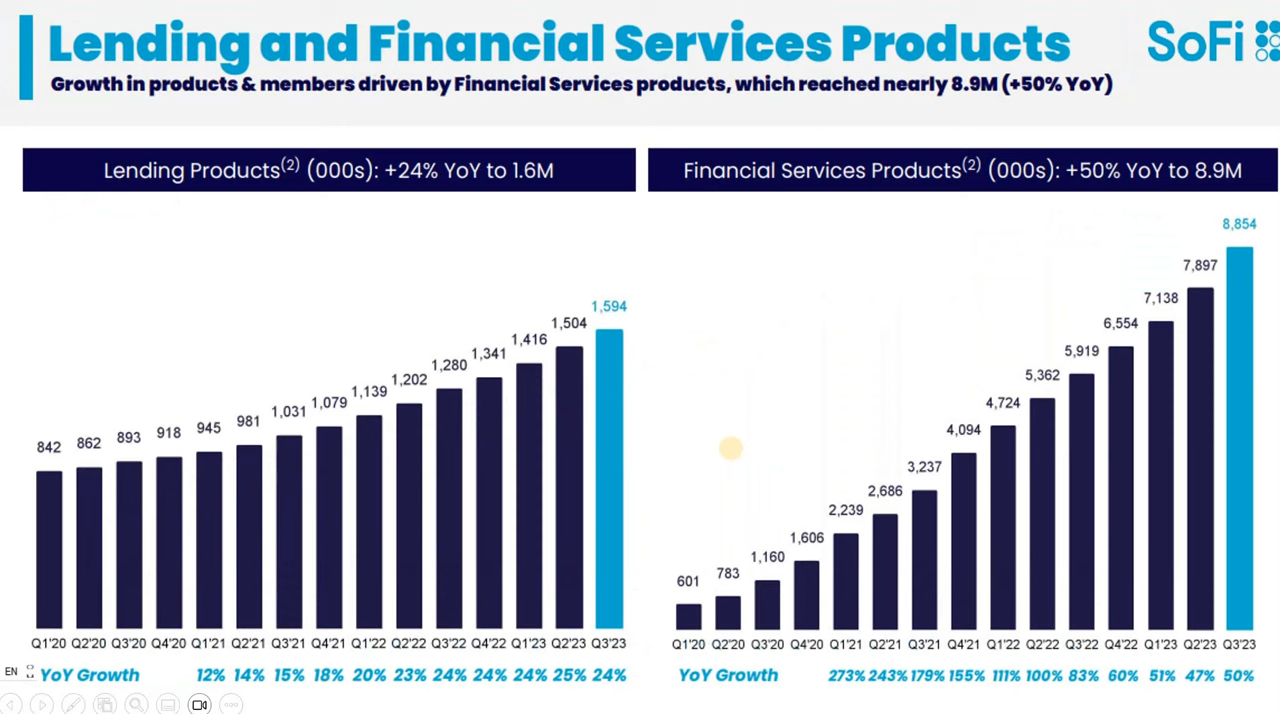 Lending and Financial Services Products
SoFi
Growth in products & members driven by Financial Services products, which reached nearly 8.9M (+50% YoY)
Lending Products(2) (000s): +24% YoY to 1.6M
842 862 893 918 945 981 1,031 1,079 1,139 1,202 1,280 1,341 1,416 1,504 1,594
Q1'20 Q2'20 Q3'20 Q4'20 Q1'21 Q2'21 Q3'21 Q4'21 Q1'22 Q2'22 Q3'22 Q4'22 Q1'23 Q2'23 Q3'23
YoY Growth 12% 14% 15% 18% 20% 23% 24% 24% 24% 25% 24%
Financial Services Products(2) (000s): +50% YoY to 8.9M
601 783 1,160 1,606 2,239 2,686 3,237 4,094 4,724 5,362 5,919 6,554 7,138 7,897 8,854
Q1'20 Q2'20 Q3'20 Q4'20 Q1'21 Q2'21 Q3'21 Q4'21 Q1'22 Q2'22 Q3'22 Q4'22 Q1'23 Q2'23 Q3'23
YoY Growth 273% 243% 179% 155% 111% 100% 83% 60% 51% 47% 50%
EN